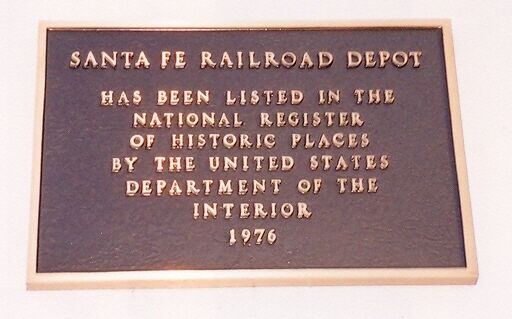 SANTA FE RAILROAD DEPOT
HAS BEEN LISTED IN THE
NATIONAL REGISTER
OF HISTORIC PLACES
BY THE UNITED STATES
DEPARTMENT OF THE
INTERIOR
1976